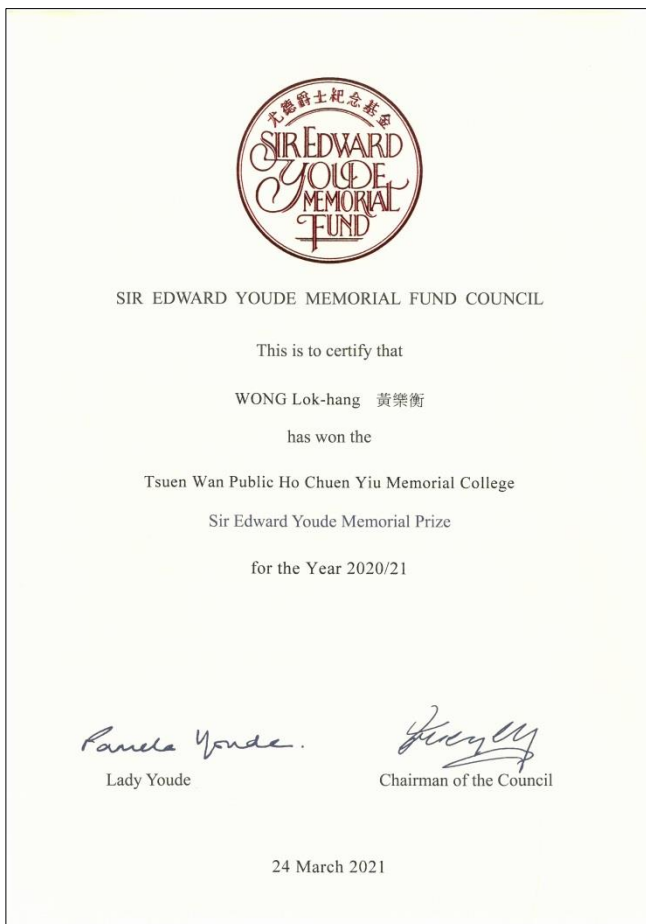 尤德爵士紀念基金
SIR EDWARD
YOUDE
MEMORIAL
FUND
SIR EDWARD YOUDE MEMORIAL FUND COUNCIL
This is to certify that
WONG Lok-hang 黃樂衡
has won the
Tsuen Wan Public Ho Chuen Yiu Memorial College
Sir Edward Youde Memorial Prize
for the Year 2020/21
Pamela Youde.
Lady Youde
Chairman of the Council
24 March 2021